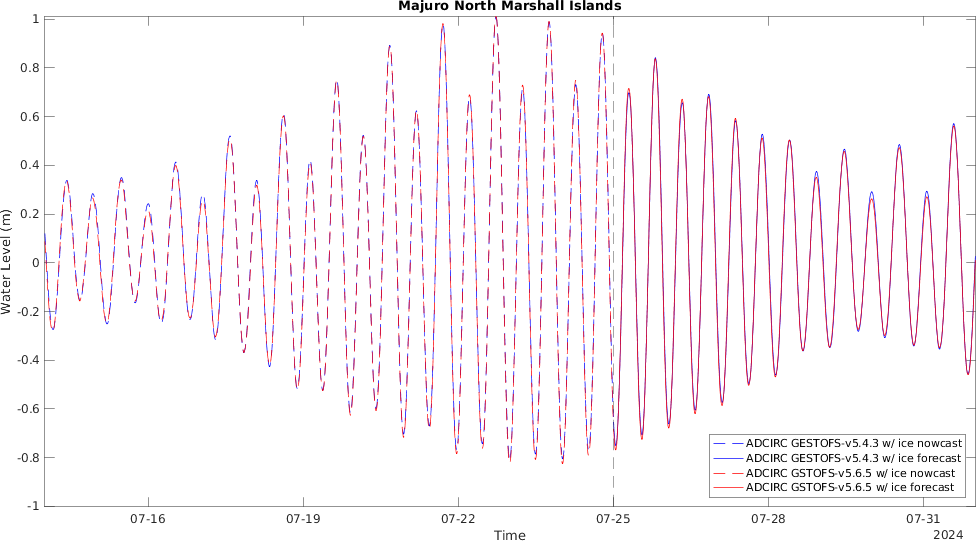 Majuro North Marshall Islands
1
0.8
0.6
0.4
0.2
0
-0.2
-0.4
-0.6
-0.8
-1
Water Level (m)
ADCIRC GESTOFS-v5.4.3 w/ ice nowcast
ADCIRC GESTOFS-v5.4.3 w/ ice forecast
ADCIRC GSTOFS-v5.6.5 w/ ice nowcast
ADCIRC GSTOFS-v5.6.5 w/ ice forecast
07-16 07-19 07-22 07-25 07-28 07-31
Time
2024